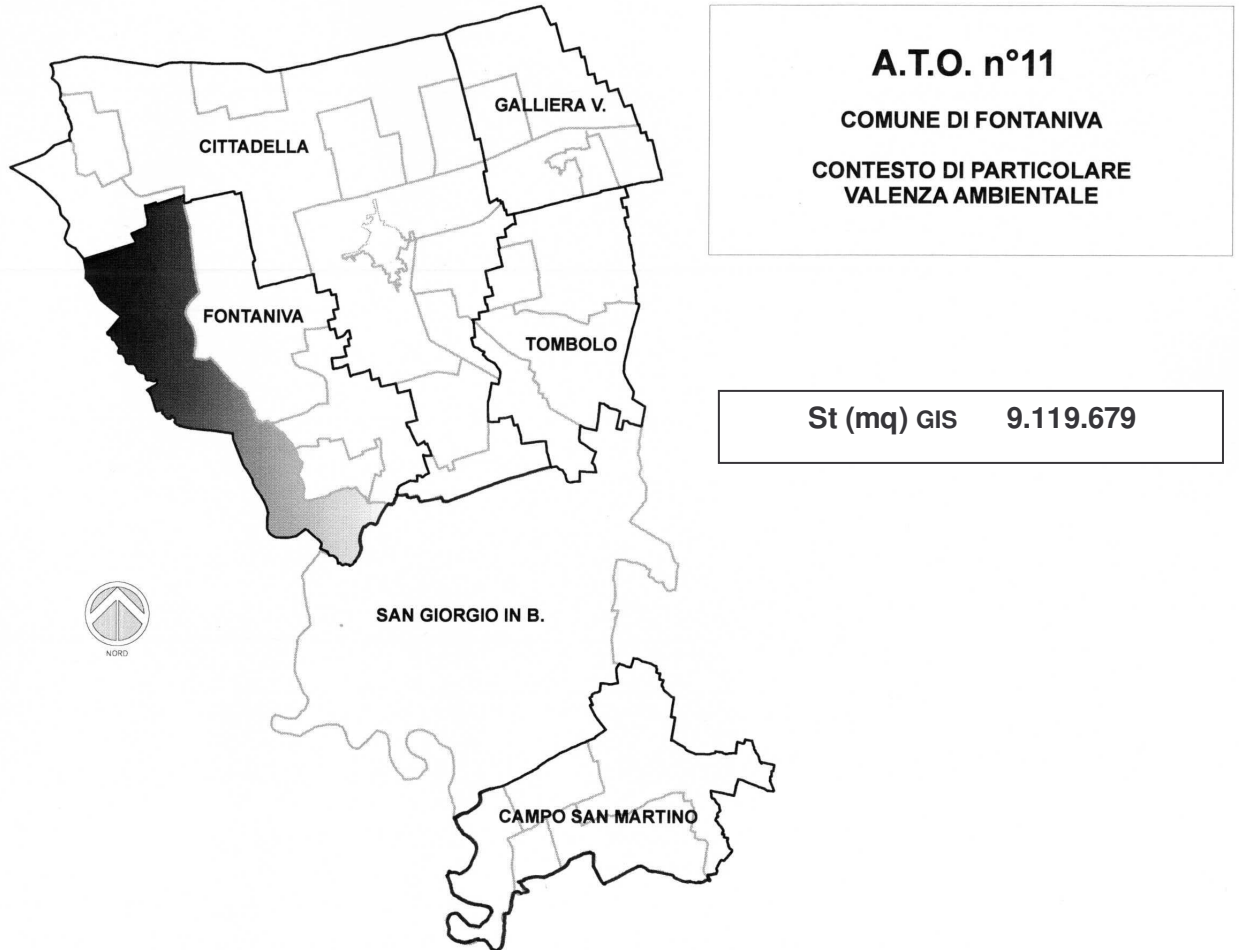 A.T.O. n°11
COMUNE DI FONTANIVA
CONTESTO DI PARTICOLARE
VALENZA AMBIENTALE
GALLIERA V.
CITTADELLA
FONTANIVA
TOMBOLO
St (mq) GIS 9.119.679
SAN GIORGIO IN B.
NORD
CAMPO SAN MARTINO